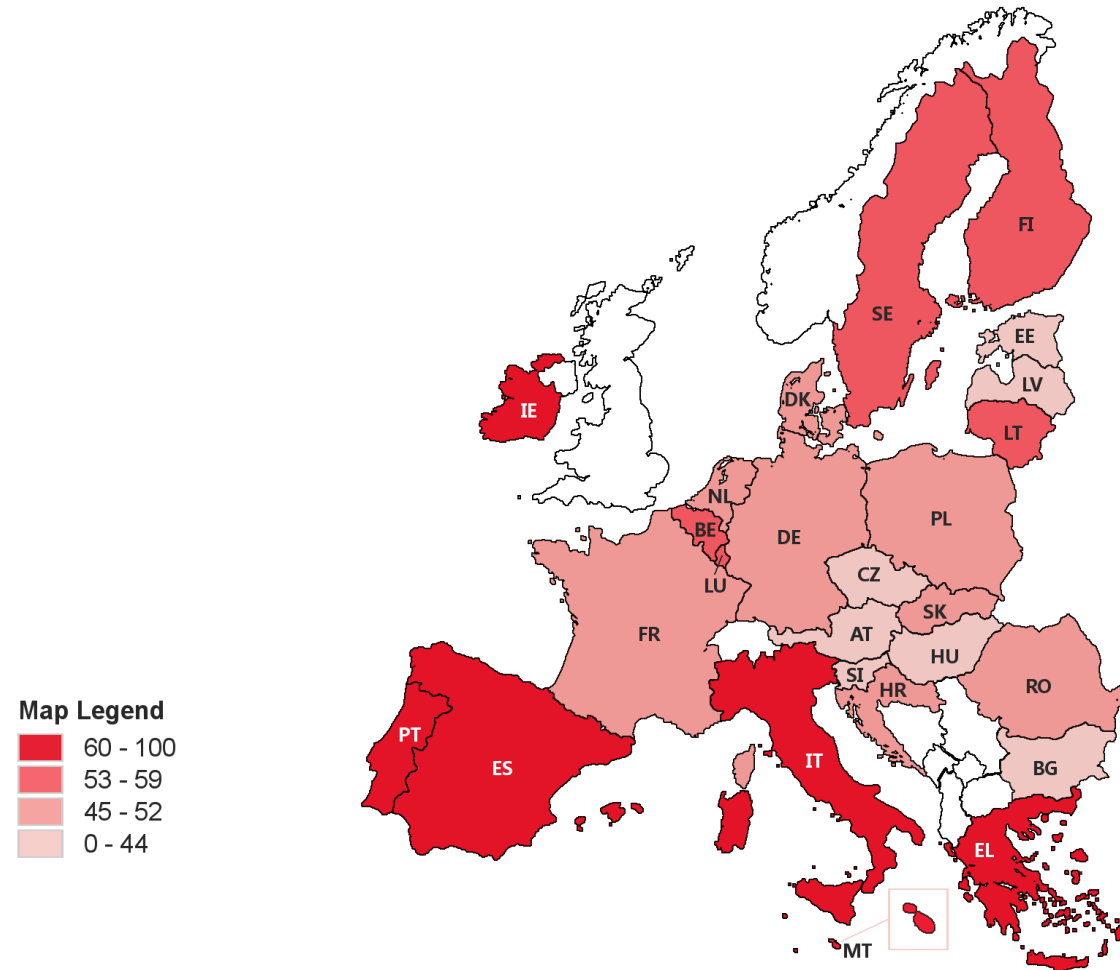 FI
SE
EE
LV
LT
DK
IE
NL
BE
LU
DE
PL
CZ
SK
AT
HU
FR
SI
HR
RO
BG
PT
ES
IT
EL
MT
Map Legend
60 - 100
53 - 59
45 - 52
0 - 44